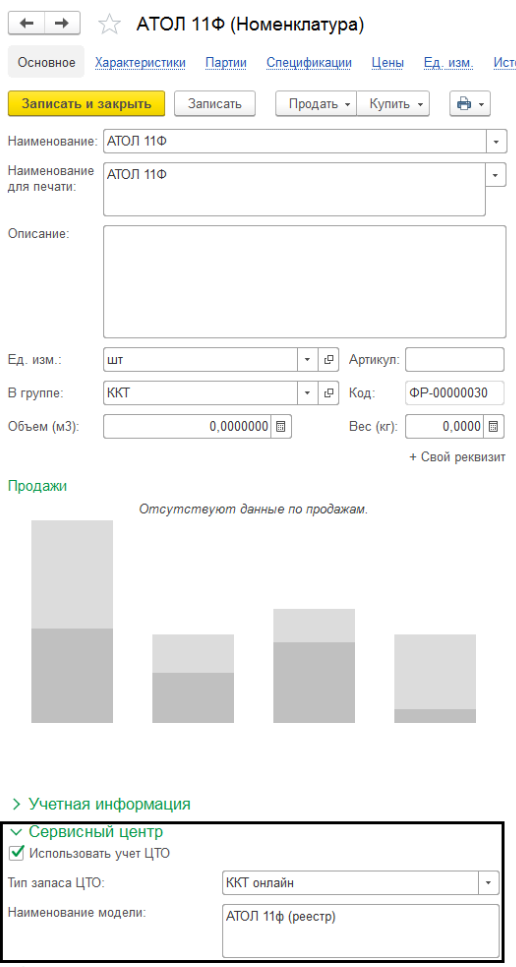 АТОЛ 11Ф (Номенклатура)
Основное Характеристики Партии Спецификации Цены Ед. изм.
Записать и закрыть Записать Продать Купить
Наименование: АТОЛ 11Ф
Наименование для печати: АТОЛ 11Ф
Описание:
Ед. изм.: шт Артикул:
В группе: ККТ Код: ФР-00000030
Объем (м3): 0,0000000 Вес (кг): 0,0000
+ Свой реквизит
Продажи
Отсутствуют данные по продажам.
Учетная информация
Сервисный центр
Использовать учет ЦТО
Тип запаса ЦТО: ККТ онлайн
Наименование модели: АТОЛ 11ф (реестр)